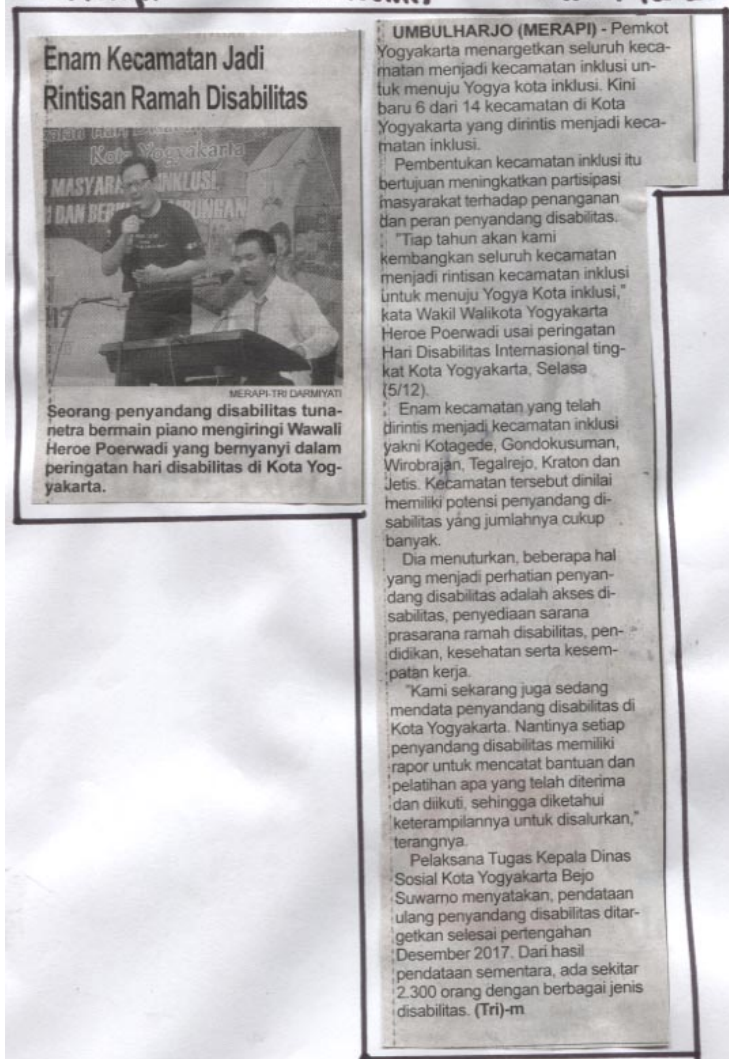 Enam Kecamatan Jadi
Rintisan Ramah Disabilitas
Kota Yogyakarta
MASYARAKAT INKLUSI
MERAPI-TRI DARMIYATI
Seorang penyandang disabilitas tuna-
netra bermain piano mengiringi Wawali
Heroe Poerwadi yang bernyanyi dalam
peringatan hari disabilitas di Kota Yog-
yakarta.
UMBULHARJO (MERAPI) - Pemkot
Yogyakarta menargetkan seluruh keca-
matan menjadi kecamatan inklusi un-
tuk menuju Yogya kota inklusi. Kini
baru 6 dari 14 kecamatan di Kota
Yogyakarta yang dirintis menjadi keca-
matan inklusi.
Pembentukan kecamatan inklusi itu
bertujuan meningkatkan partisipasi
masyarakat terhadap penanganan
dan peran penyandang disabilitas.
"Tiap tahun akan kami
kembangkan seluruh kecamatan
menjadi rintisan kecamatan inklusi
untuk menuju Yogya Kota inklusi,"
kata Wakil Walikota Yogyakarta
Heroe Poerwadi usai peringatan
Hari Disabilitas Internasional ting-
kat Kota Yogyakarta, Selasa
(5/12).
Enam kecamatan yang telah
dirintis menjadi kecamatan inklusi
yakni Kotagede, Gondokusuman,
Wirobrajan, Tegalrejo, Kraton dan
Jetis. Kecamatan tersebut dinilai
memiliki potensi penyandang di-
sabilitas yang jumlahnya cukup
banyak.
Dia menuturkan, beberapa hal
yang menjadi perhatian penyan-
dang disabilitas adalah akses di-
sabilitas, penyediaan sarana
prasarana ramah disabilitas, pen-
didikan, kesehatan serta kesem-
patan kerja.
"Kami sekarang juga sedang
mendata penyandang disabilitas di
Kota Yogyakarta. Nantinya setiap
penyandang disabilitas memiliki
rapor untuk mencatat bantuan dan
pelatihan apa yang telah diterima
dan diikuti, sehingga diketahui
keterampilannya untuk disalurkan,"
terangnya.
Pelaksana Tugas Kepala Dinas
Sosial Kota Yogyakarta Bejo
Suwarno menyatakan, pendataan
ulang penyandang disabilitas ditar-
getkan selesai pertengahan
Desember 2017. Dari hasil
pendataan sementara, ada sekitar
2.300 orang dengan berbagai jenis
disabilitas. (Tri)-m